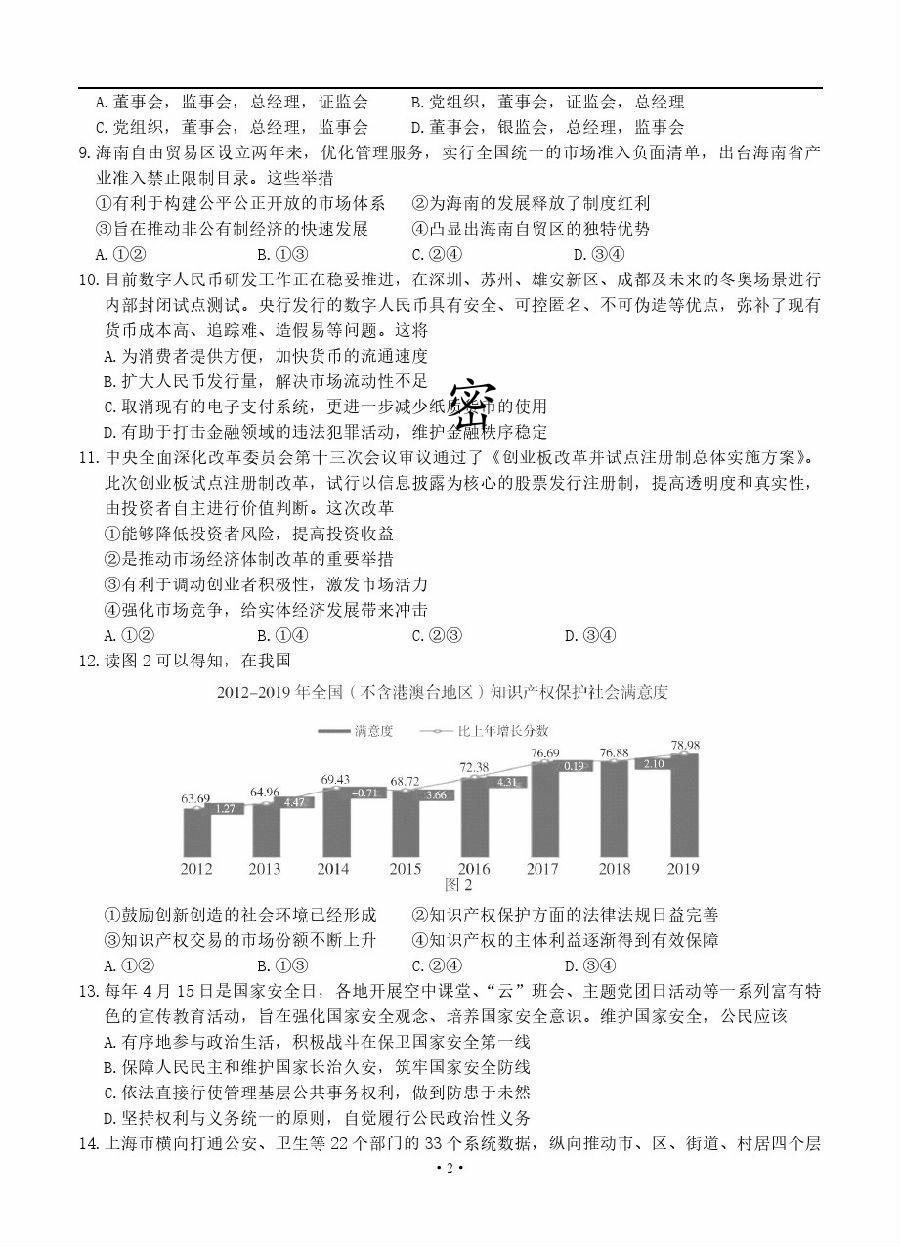 A. 董事会，监事会，总经理，证监会 B. 党组织，董事会，证监会，总经理
C. 党组织，董事会，总经理，监事会 D. 董事会，银监会，总经理，监事会
9. 海南自由贸易区设立两年来，优化管理服务，实行全国统一的市场准入负面清单，出台海南省产
业准入禁止限制目录。这些举措
①有利于构建公平公正开放的市场体系 ②为海南的发展释放了制度红利
③旨在推动非公有制经济的快速发展 ④凸显出海南自贸区的独特优势
A. ①② B. ①③ C. ②④ D. ③④
10. 目前数字人民币研发工作正在稳妥推进，在深圳、苏州、雄安新区、成都及未来的冬奥场景进行
内部封闭试点测试。央行发行的数字人民币具有安全、可控匿名、不可伪造等优点，弥补了现有
货币成本高、追踪难、造假易等问题。这将
A. 为消费者提供方便，加快货币的流通速度
B. 扩大人民币发行量，解决市场流动性不足
C. 取消现有的电子支付系统，更进一步减少纸质货币的使用
密
D. 有助于打击金融领域的违法犯罪活动，维护金融秩序稳定
11. 中央全面深化改革委员会第十三次会议审议通过了《创业板改革并试点注册制总体实施方案》。
此次创业板试点注册制改革，试行以信息披露为核心的股票发行注册制，提高透明度和真实性，
由投资者自主进行价值判断。这次改革
①能够降低投资者风险，提高投资收益
②是推动市场经济体制改革的重要举措
③有利于调动创业者积极性，激发市场活力
④强化市场竞争，给实体经济发展带来冲击
A. ①② B. ①④ C. ②③ D. ③④
12. 读图 2 可以得知，在我国
2012-2019 年全国（不含港澳台地区）知识产权保护社会满意度
满意度 比上年增长分数
63.69 64.96 69.43 68.72 72.38 76.69 76.88 78.98
1.27 4.47 -0.71 3.66 4.31 0.19 2.10
2012 2013 2014 2015 2016 2017 2018 2019
图 2
①鼓励创新创造的社会环境已经形成 ②知识产权保护方面的法律法规日益完善
③知识产权交易的市场份额不断上升 ④知识产权的主体利益逐渐得到有效保障
A. ①② B. ①③ C. ②④ D. ③④
13. 每年 4 月 15 日是国家安全日，各地开展空中课堂、“云”班会、主题党团日活动等一系列富有特
色的宣传教育活动，旨在强化国家安全观念、培养国家安全意识。维护国家安全，公民应该
A. 有序地参与政治生活，积极战斗在保卫国家安全第一线
B. 保障人民民主和维护国家长治久安，筑牢国家安全防线
C. 依法直接行使管理基层公共事务权利，做到防患于未然
D. 坚持权利与义务统一的原则，自觉履行公民政治性义务
14. 上海市横向打通公安、卫生等 22 个部门的 33 个系统数据，纵向推动市、区、街道、村居四个层
· 2 ·